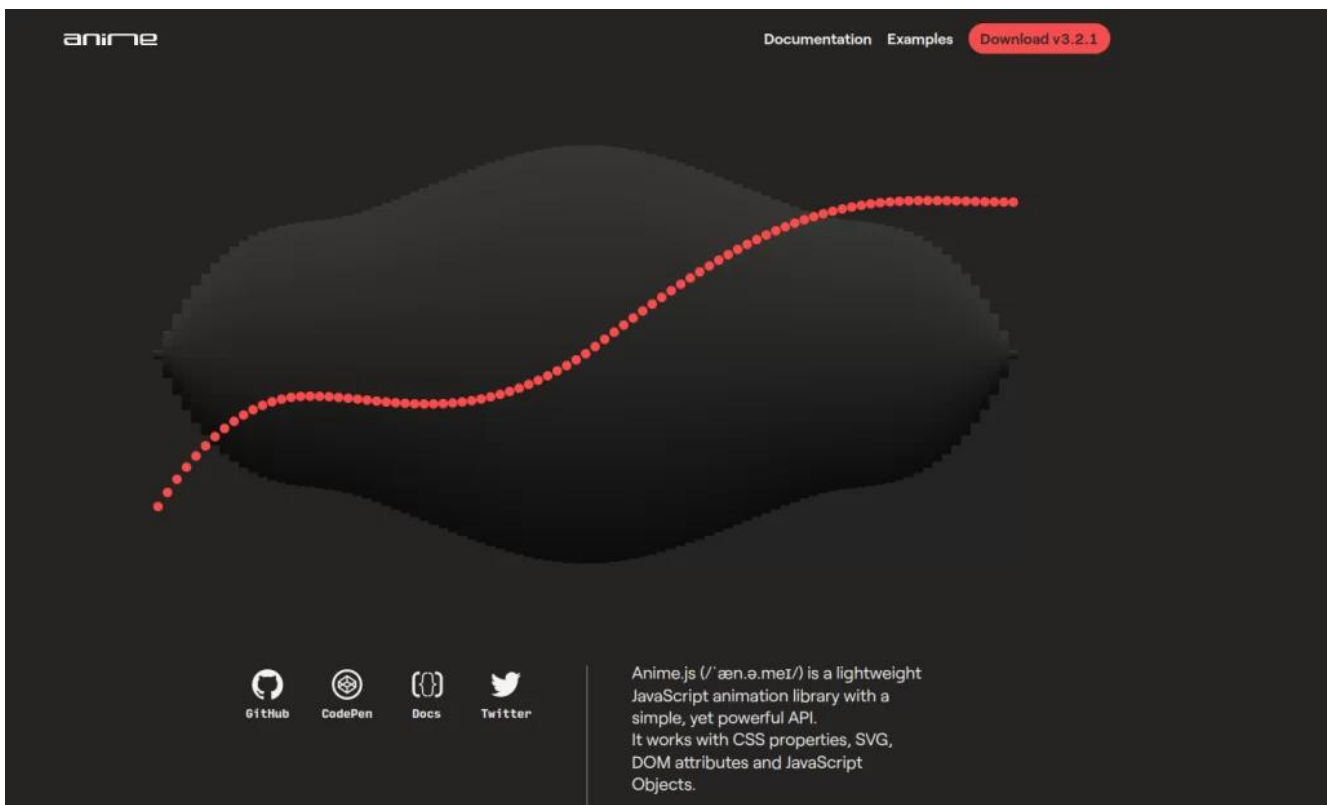 anime
Documentation Examples Download v3.2.1
GitHub CodePen Docs Twitter
Anime.js (/ˈæn.ə.meɪ/) is a lightweight
JavaScript animation library with a
simple, yet powerful API.
It works with CSS properties, SVG,
DOM attributes and JavaScript
Objects.